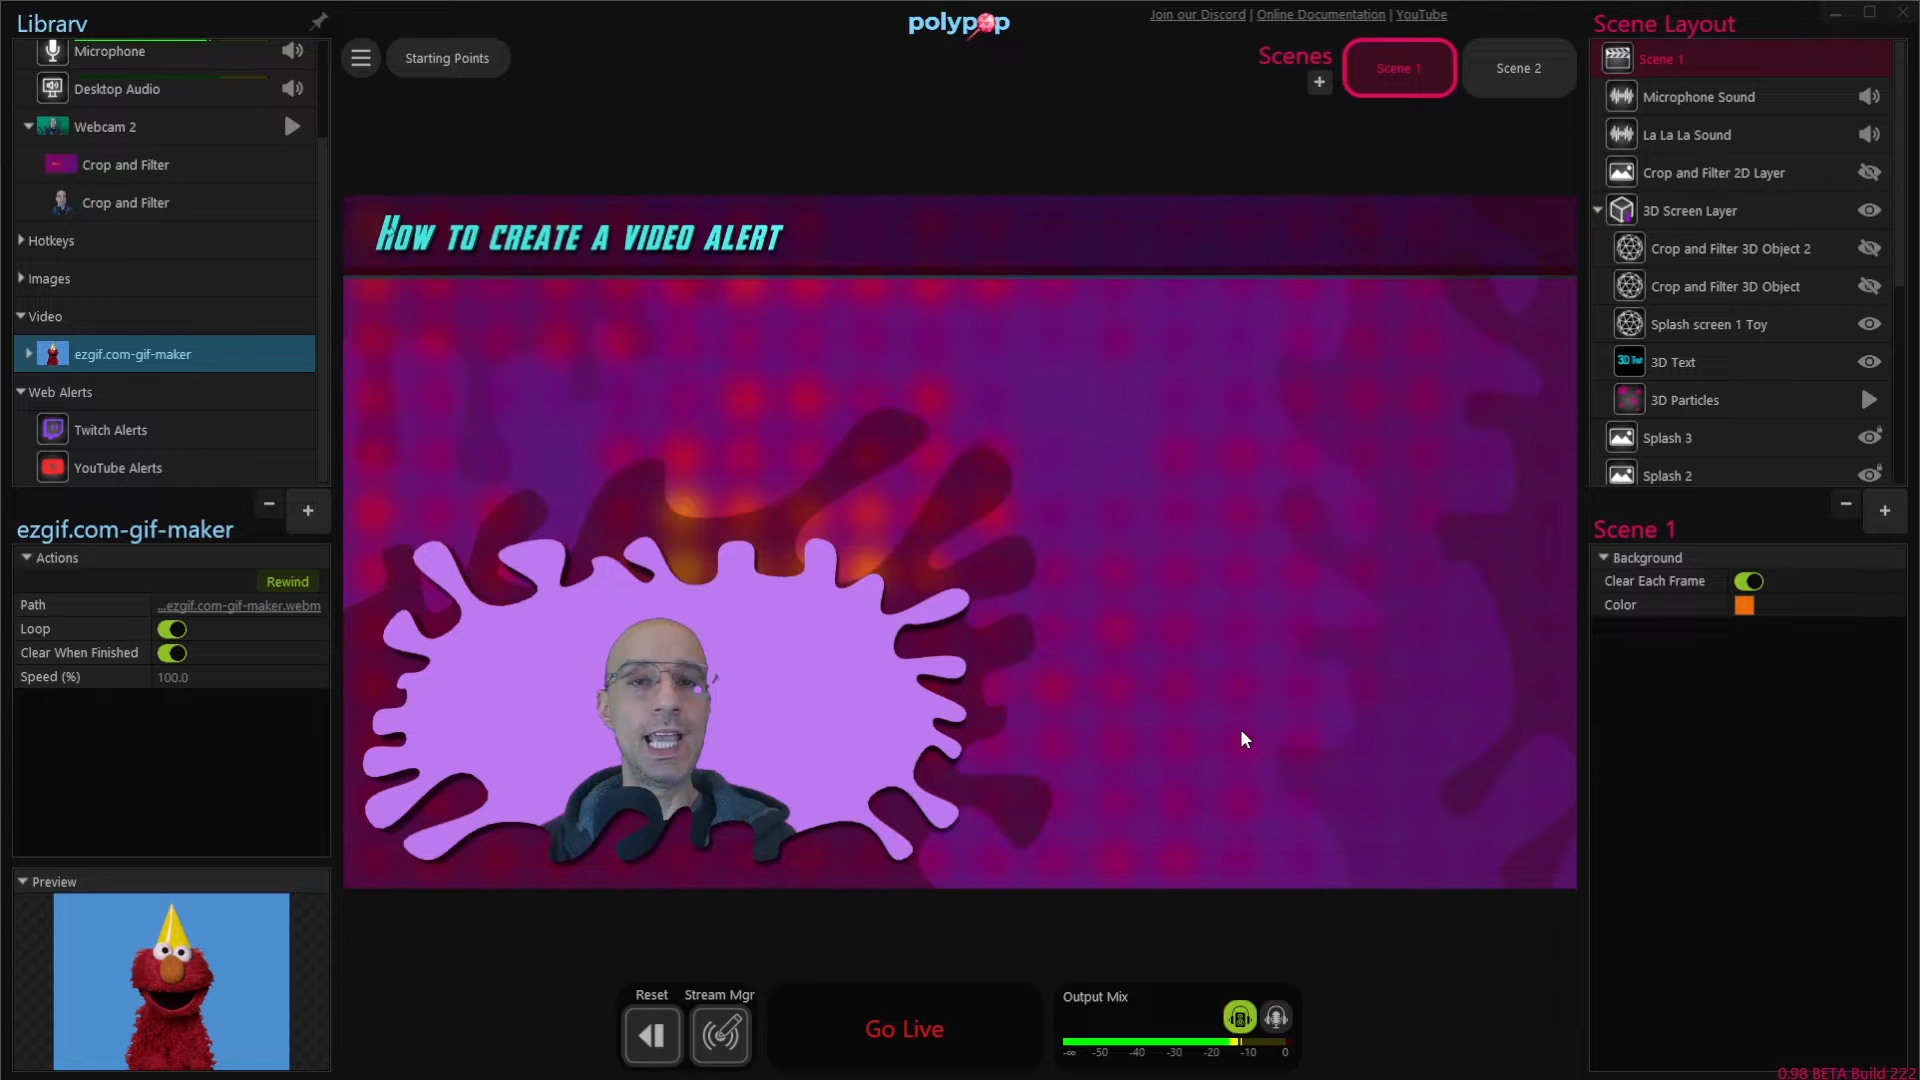 Library
Microphone
Desktop Audio
Webcam 2
Crop and Filter
Crop and Filter
Hotkeys
Images
Video
ezgif.com-gif-maker
Web Alerts
Twitch Alerts
YouTube Alerts
ezgif.com-gif-maker
Actions
Rewind
Path ...ezgif.com-gif-maker.webm
Loop
Clear When Finished
Speed (%) 100.0
Preview
Starting Points
polypop
Join our Discord | Online Documentation | YouTube
Scenes
Scene 1
Scene 2
How to create a video alert
Reset
Stream Mgr
Go Live
Output Mix
-∞ -50 -40 -30 -20 -10 0
Scene Layout
Scene 1
Microphone Sound
La La La Sound
Crop and Filter 2D Layer
3D Screen Layer
Crop and Filter 3D Object 2
Crop and Filter 3D Object
Splash screen 1 Toy
3D Text
3D Text
3D Particles
Splash 3
Splash 2
Scene 1
Background
Clear Each Frame
Color
0.98 BETA Build 222